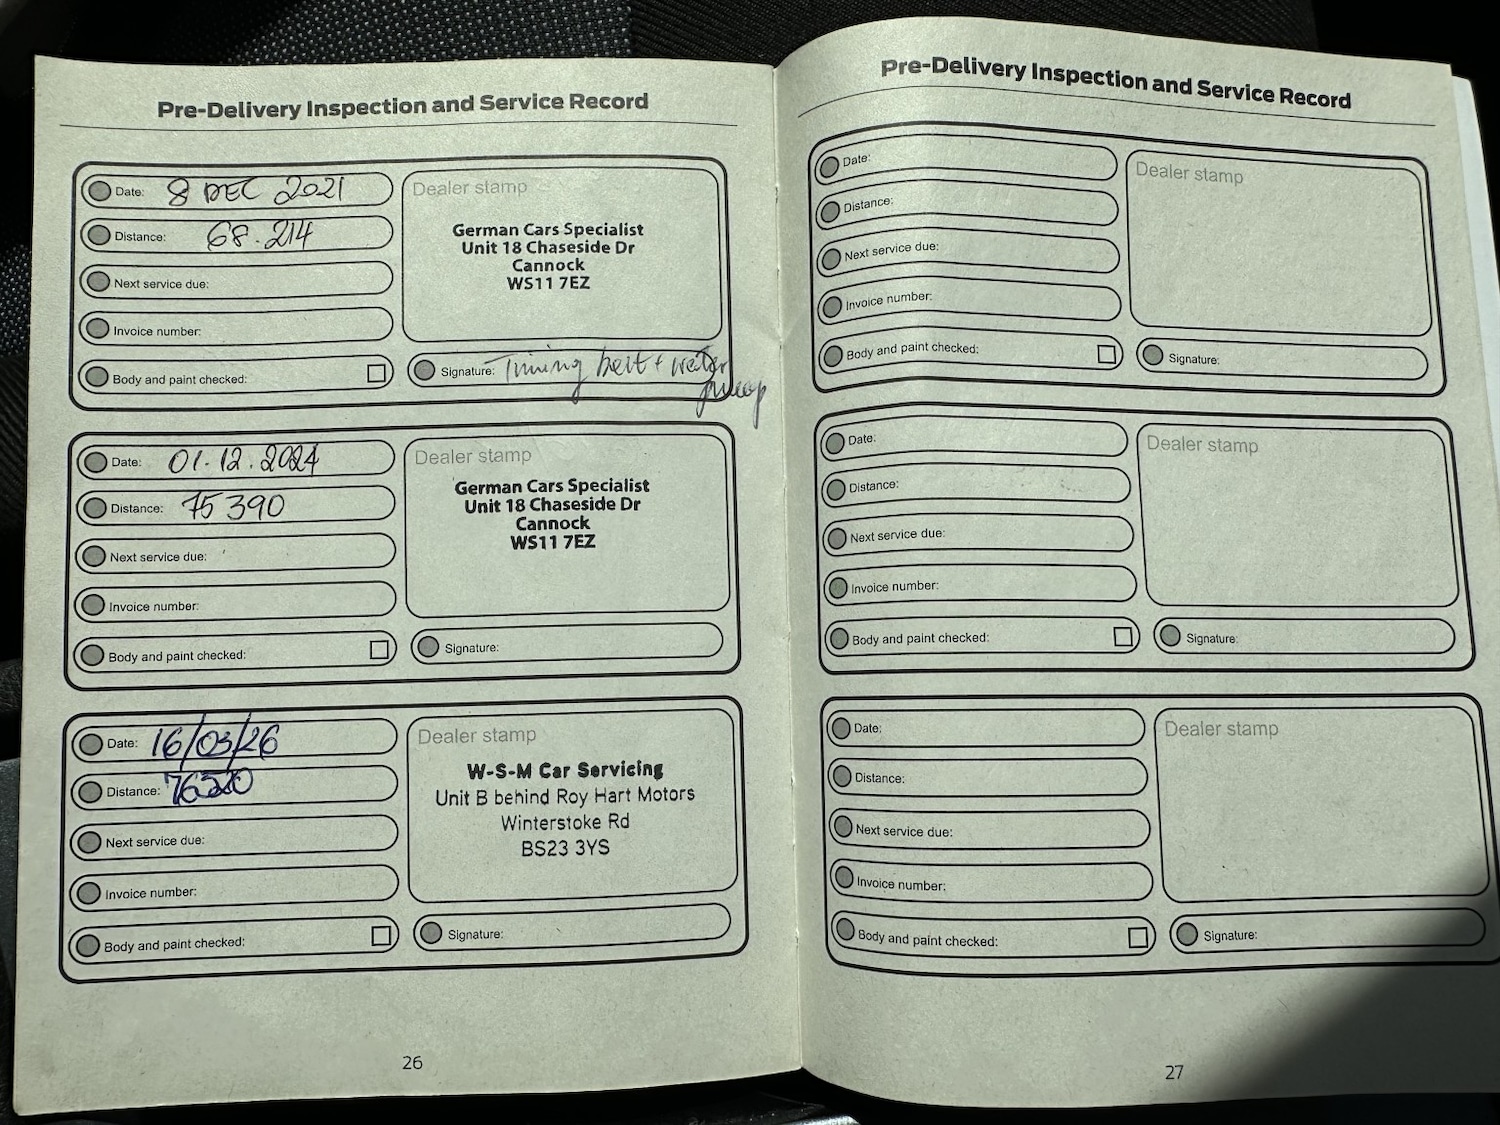 Pre-Delivery Inspection and Service Record
Date: 8 DEC 2021
Distance: 68.214
Next service due:
Invoice number:
Body and paint checked:
Dealer stamp
German Cars Specialist
Unit 18 Chaseside Dr
Cannock
WS11 7EZ
Signature: Timing belt + water
pump
Date: 01.12.2024
Distance: 75 390
Next service due:
Invoice number:
Body and paint checked:
Dealer stamp
German Cars Specialist
Unit 18 Chaseside Dr
Cannock
WS11 7EZ
Signature:
Date: 16/03/26
Distance:
Next service due:
Invoice number:
Body and paint checked:
Dealer stamp
W-S-M Car Servicing
Unit B behind Roy Hart Motors
Winterstoke Rd
BS23 3YS
Signature:
26
Pre-Delivery Inspection and Service Record
Date:
Distance:
Next service due:
Invoice number:
Body and paint checked:
Dealer stamp
Signature:
Date:
Distance:
Next service due:
Invoice number:
Body and paint checked:
Dealer stamp
Signature:
Date:
Distance:
Next service due:
Invoice number:
Body and paint checked:
Dealer stamp
Signature:
27